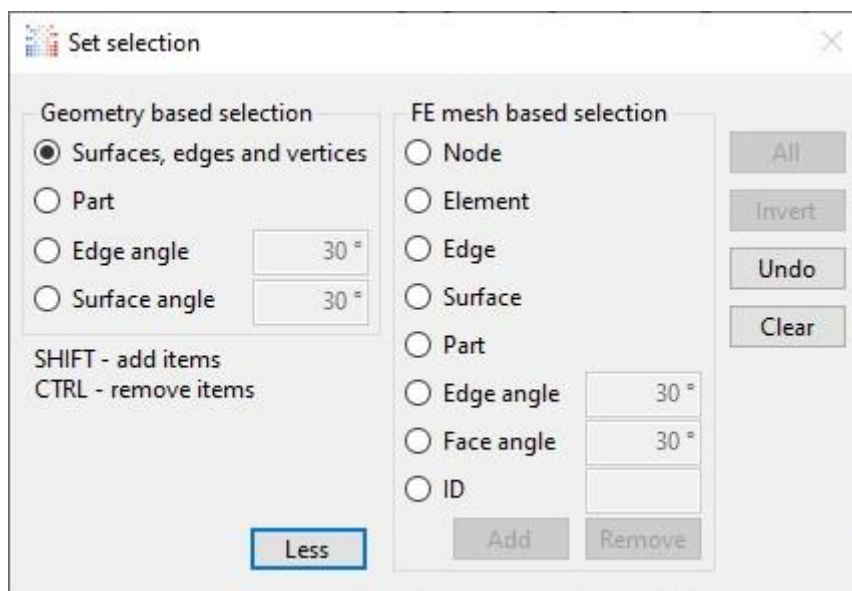 Set selection
Geometry based selection
Surfaces, edges and vertices
Part
Edge angle 30 °
Surface angle 30 °
SHIFT - add items
CTRL - remove items
Less
FE mesh based selection
Node
Element
Edge
Surface
Part
Edge angle 30 °
Face angle 30 °
ID
Add Remove
All
Invert
Undo
Clear